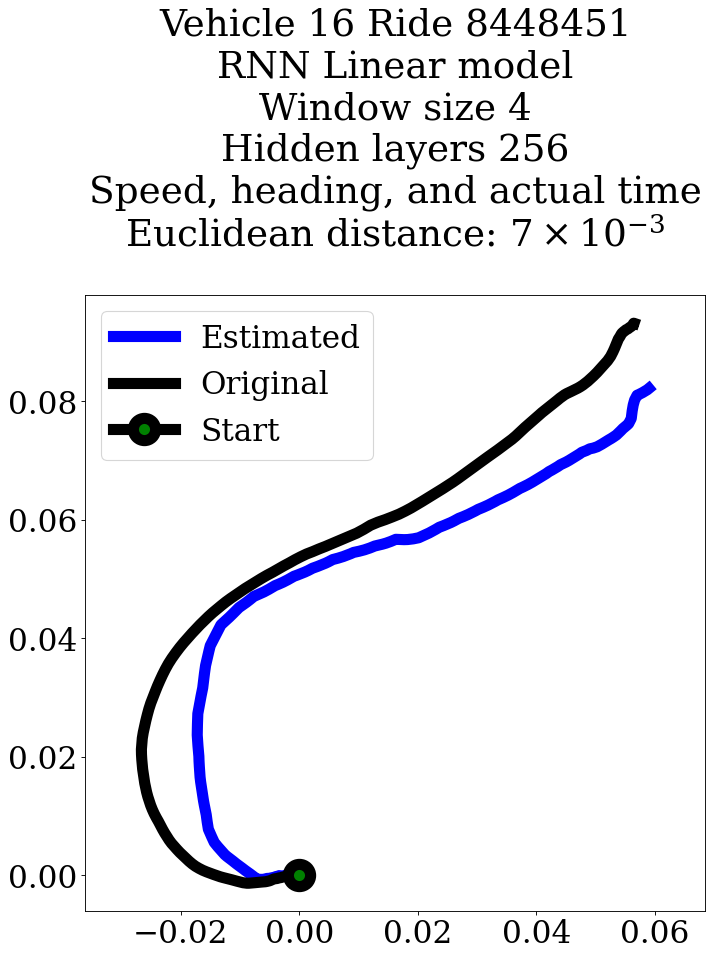 Vehicle 16 Ride 8448451
RNN Linear model
Window size 4
Hidden layers 256
Speed, heading, and actual time
Euclidean distance: 7 × 10⁻³
Estimated
Original
Start
0.08
0.06
0.04
0.02
0.00
−0.02 0.00 0.02 0.04 0.06